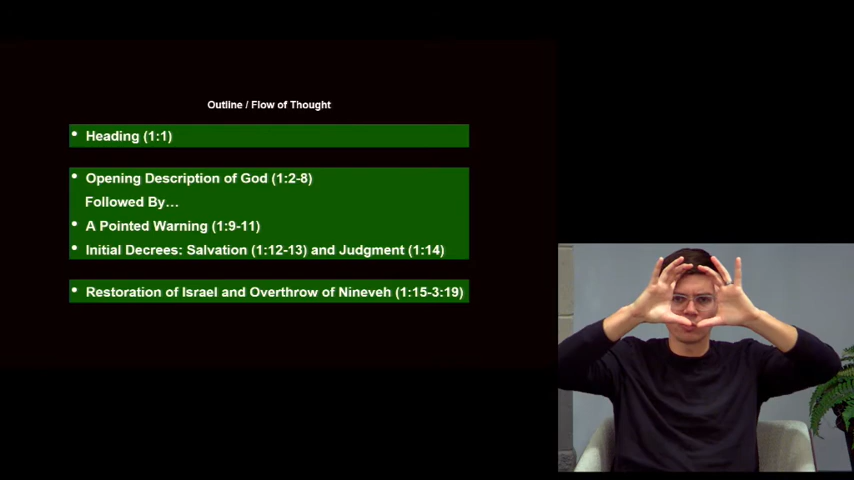 Outline / Flow of Thought
• Heading (1:1)
• Opening Description of God (1:2-8)
Followed By…
• A Pointed Warning (1:9-11)
• Initial Decrees: Salvation (1:12-13) and Judgment (1:14)
• Restoration of Israel and Overthrow of Nineveh (1:15-3:19)